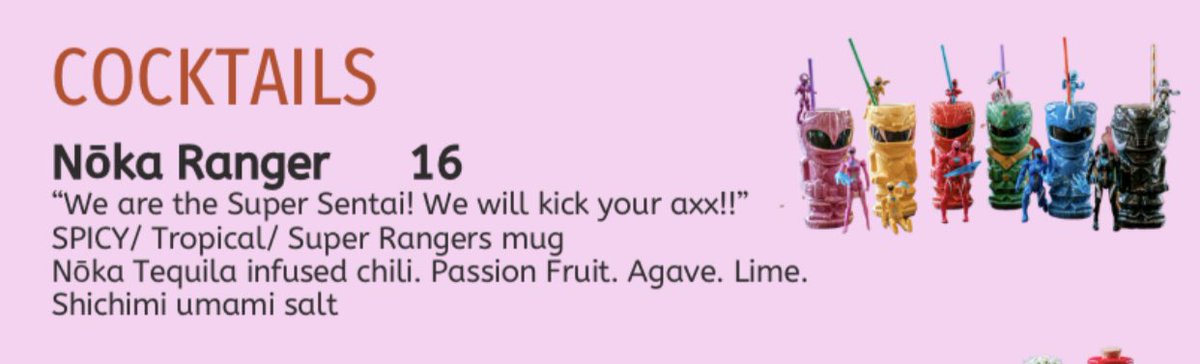 COCKTAILS
Nōka Ranger 16
“We are the Super Sentai! We will kick your axx!!”
SPICY/ Tropical/ Super Rangers mug
Nōka Tequila infused chili. Passion Fruit. Agave. Lime.
Shichimi umami salt